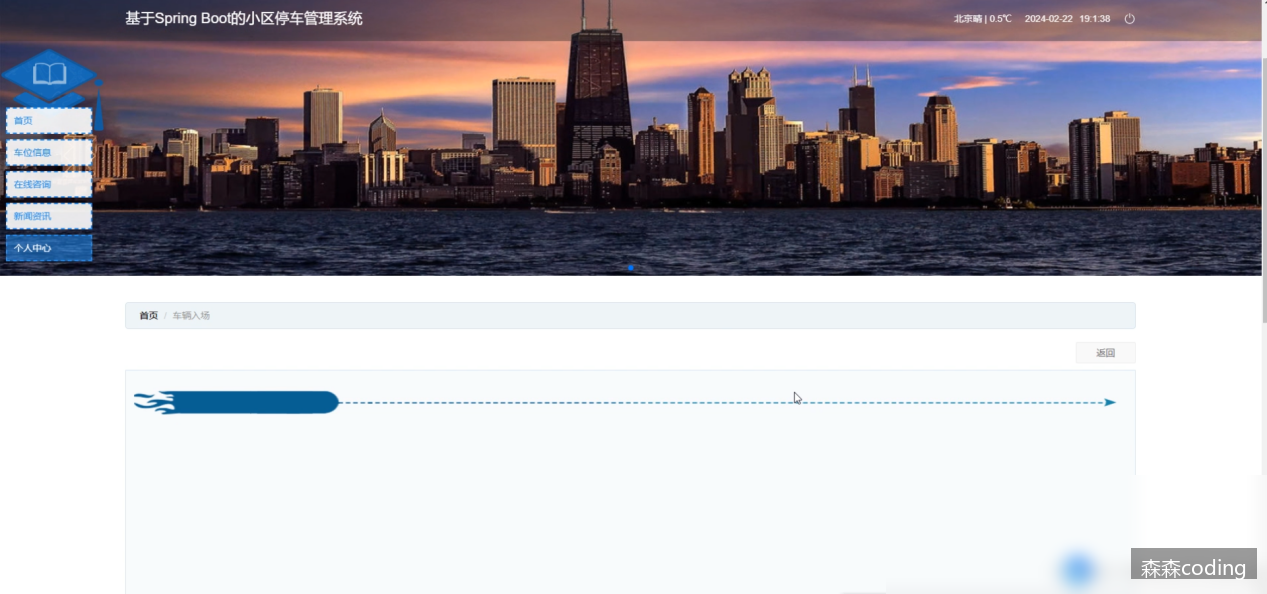 基于Spring Boot的小区停车管理系统
北京晴 | 0.5℃ 2024-02-22 19:1:38
首页
车位信息
在线咨询
新闻资讯
个人中心
首页 / 车辆入场
返回
森森coding